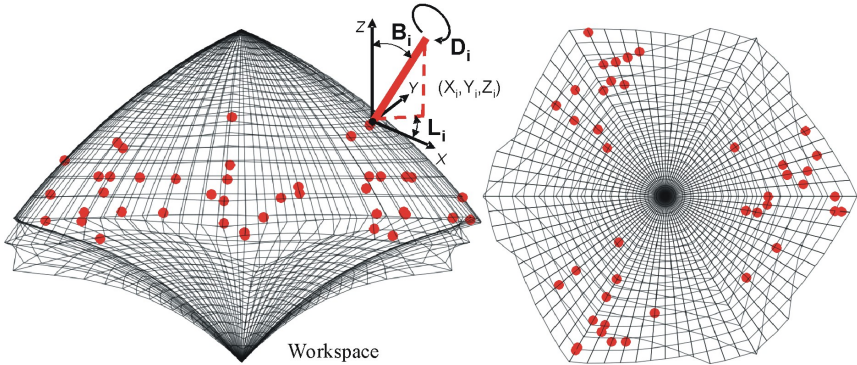 Z
B i
D i
(X i ,Y i ,Z i )
Y
L i
X
Workspace